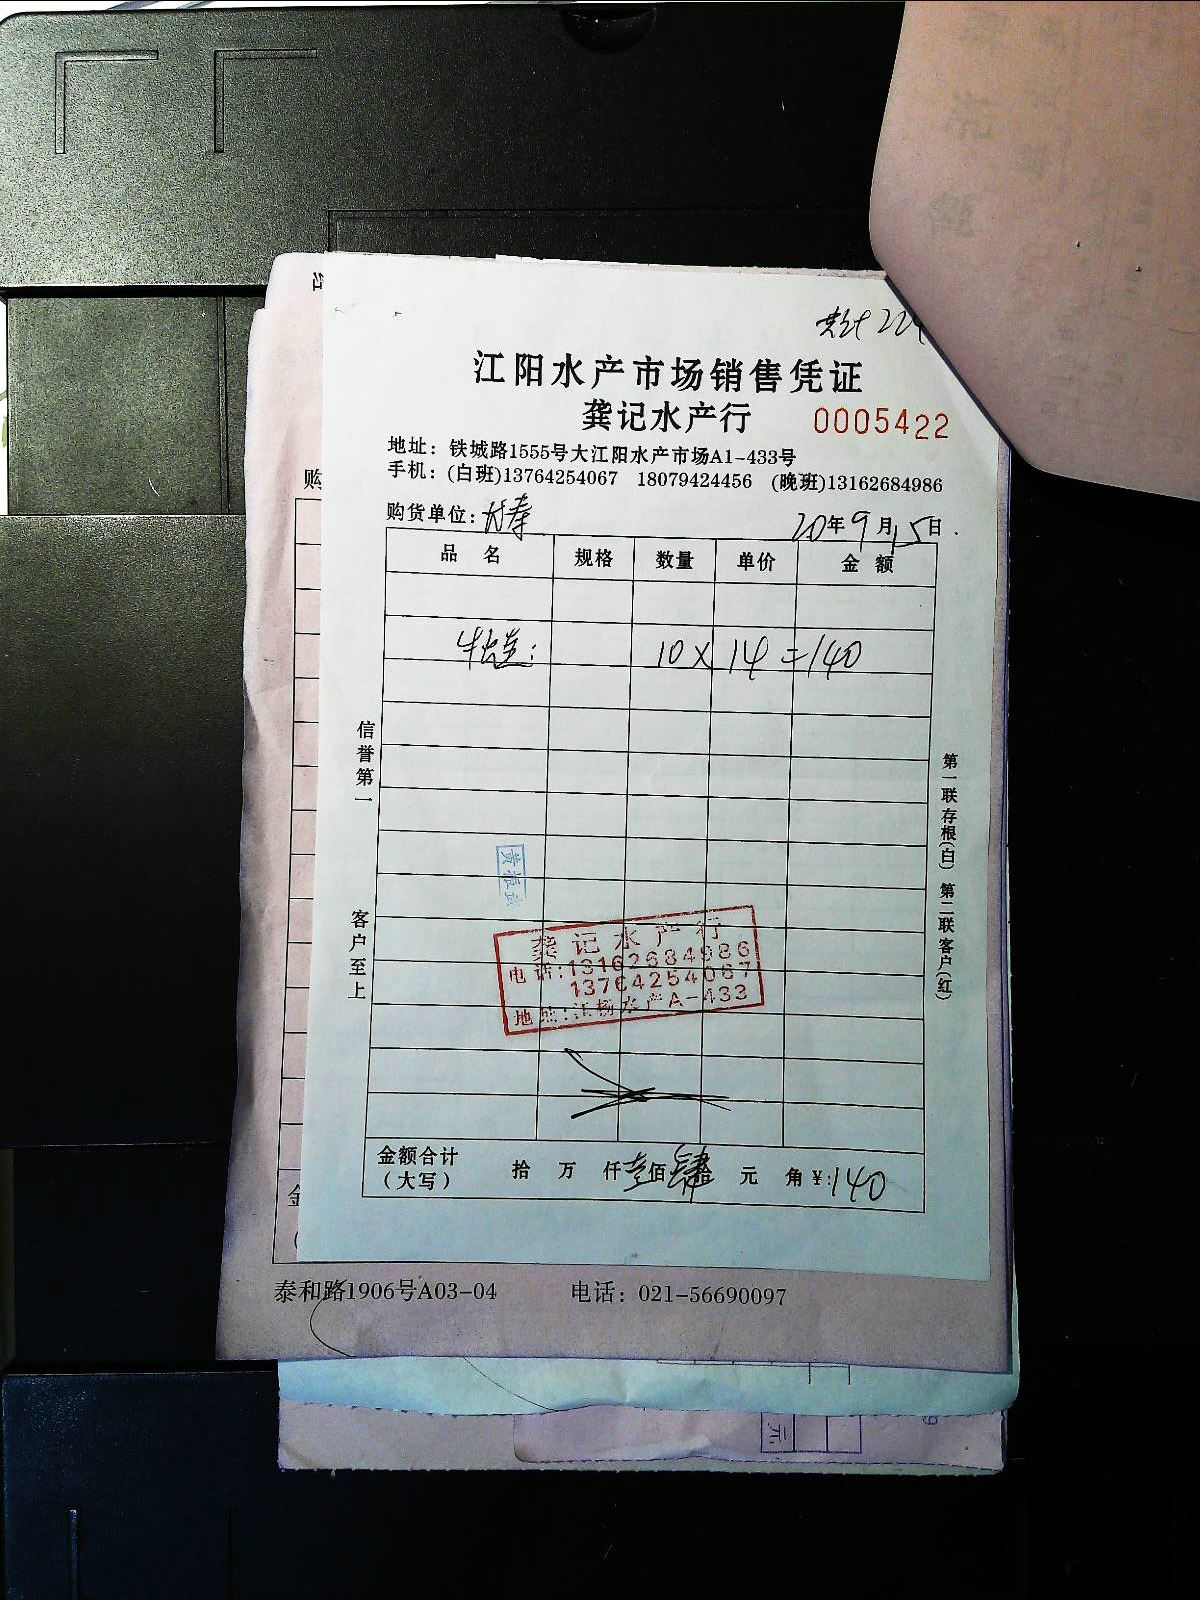 江阳水产市场销售凭证
龚记水产行 0005422
地址：铁城路1555号大江阳水产市场A1-433号
手机：(白班)13764254067 18079424456 (晚班)13162684986
购货单位： 20年9月15日
品 名 规格 数量 单价 金 额
10 X 14 = 140
信誉第一
客户至上
第一联存根(白) 第二联客户(红)
龚记水产行
电话:13162684986
13764254067
地址:江杨水产A-433
金额合计
(大写) 拾 万 仟壹佰肆拾 元 角 ¥:140
购
金
泰和路1906号A03-04 电话：021-56690097
元